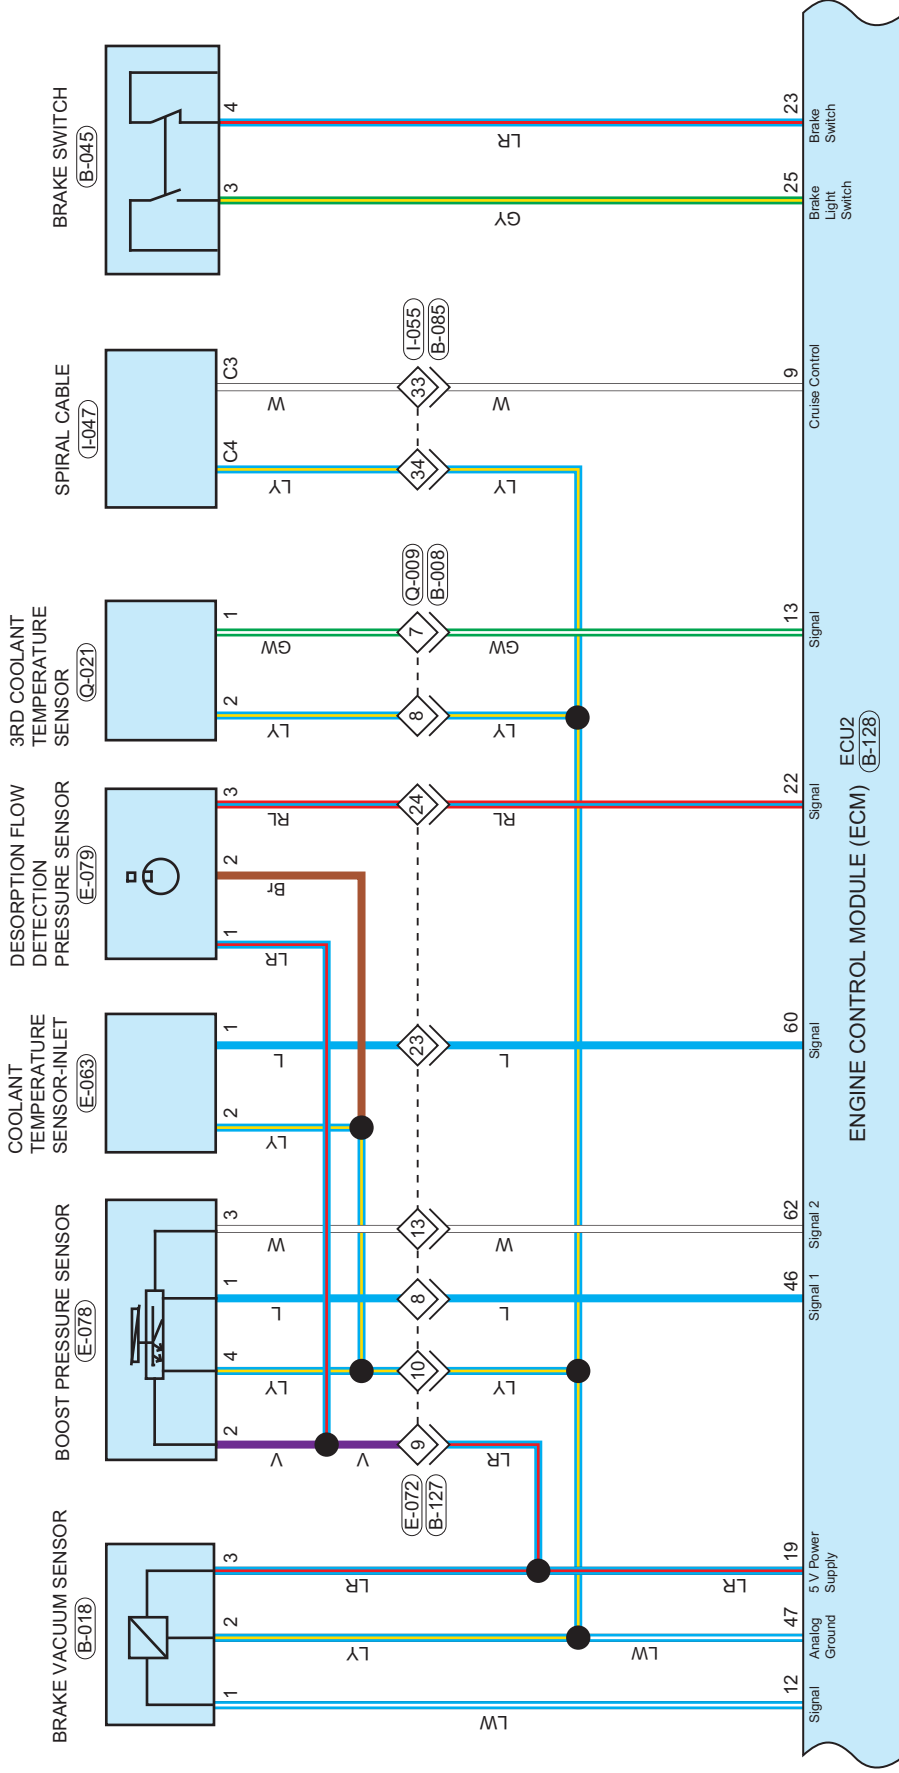 BRAKE VACUUM SENSOR
B-018
BOOST PRESSURE SENSOR
E-078
COOLANT
TEMPERATURE
SENSOR-INLET
E-063
DESORPTION FLOW
DETECTION
PRESSURE SENSOR
E-079
3RD COOLANT
TEMPERATURE
SENSOR
Q-021
SPIRAL CABLE
I-047
BRAKE SWITCH
B-045
1
2
3
2
4
1
3
2
1
1
2
3
2
1
C4
C3
3
4
V
LY
L
W
LY
L
LR
Br
RL
LY
GW
LY
W
LW
LY
LR
V
GY
LR
E-072
B-127
9
10
8
13
23
24
Q-009
B-008
8
7
I-055
B-085
34
33
LR
LY
L
W
L
RL
LY
GW
LY
W
LW
LR
12
47
19
46
62
60
22
13
9
25
23
Signal
Analog
Ground
5 V Power
Supply
Signal 1
Signal 2
Signal
Signal
Signal
Cruise Control
Brake
Light
Switch
Brake
Switch
ENGINE CONTROL MODULE (ECM)
ECU2
B-128